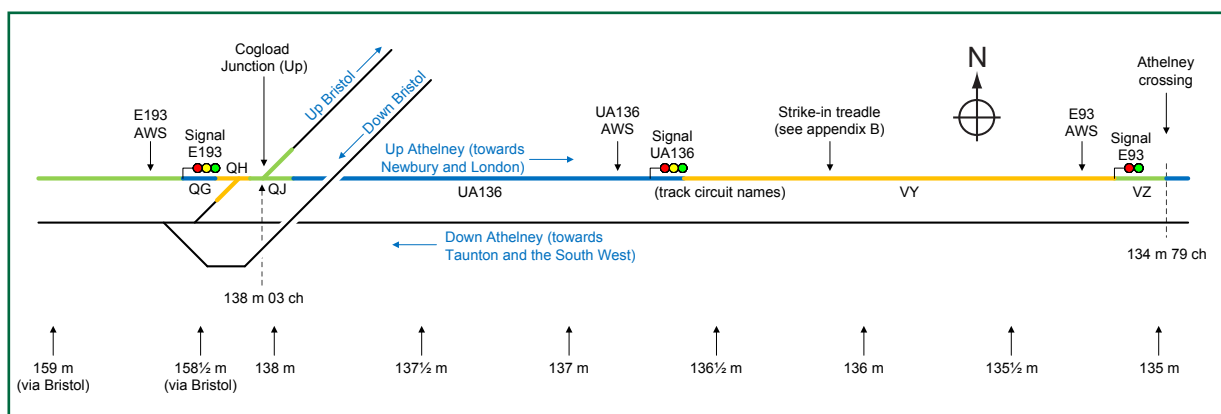 Cogload
Junction (Up)
Up Bristol
Down Bristol
N
Athelney
crossing
E193
AWS
Signal
E193
UA136
AWS
Signal
UA136
Strike-in treadle
(see appendix B)
E93
AWS
Signal
E93
Up Athelney (towards
Newbury and London)
QH
QG
QJ
UA136
(track circuit names)
VY
VZ
Down Athelney (towards
Taunton and the South West)
134 m 79 ch
138 m 03 ch
159 m
(via Bristol)
158½ m
(via Bristol)
138 m
137½ m
137 m
136½ m
136 m
135½ m
135 m